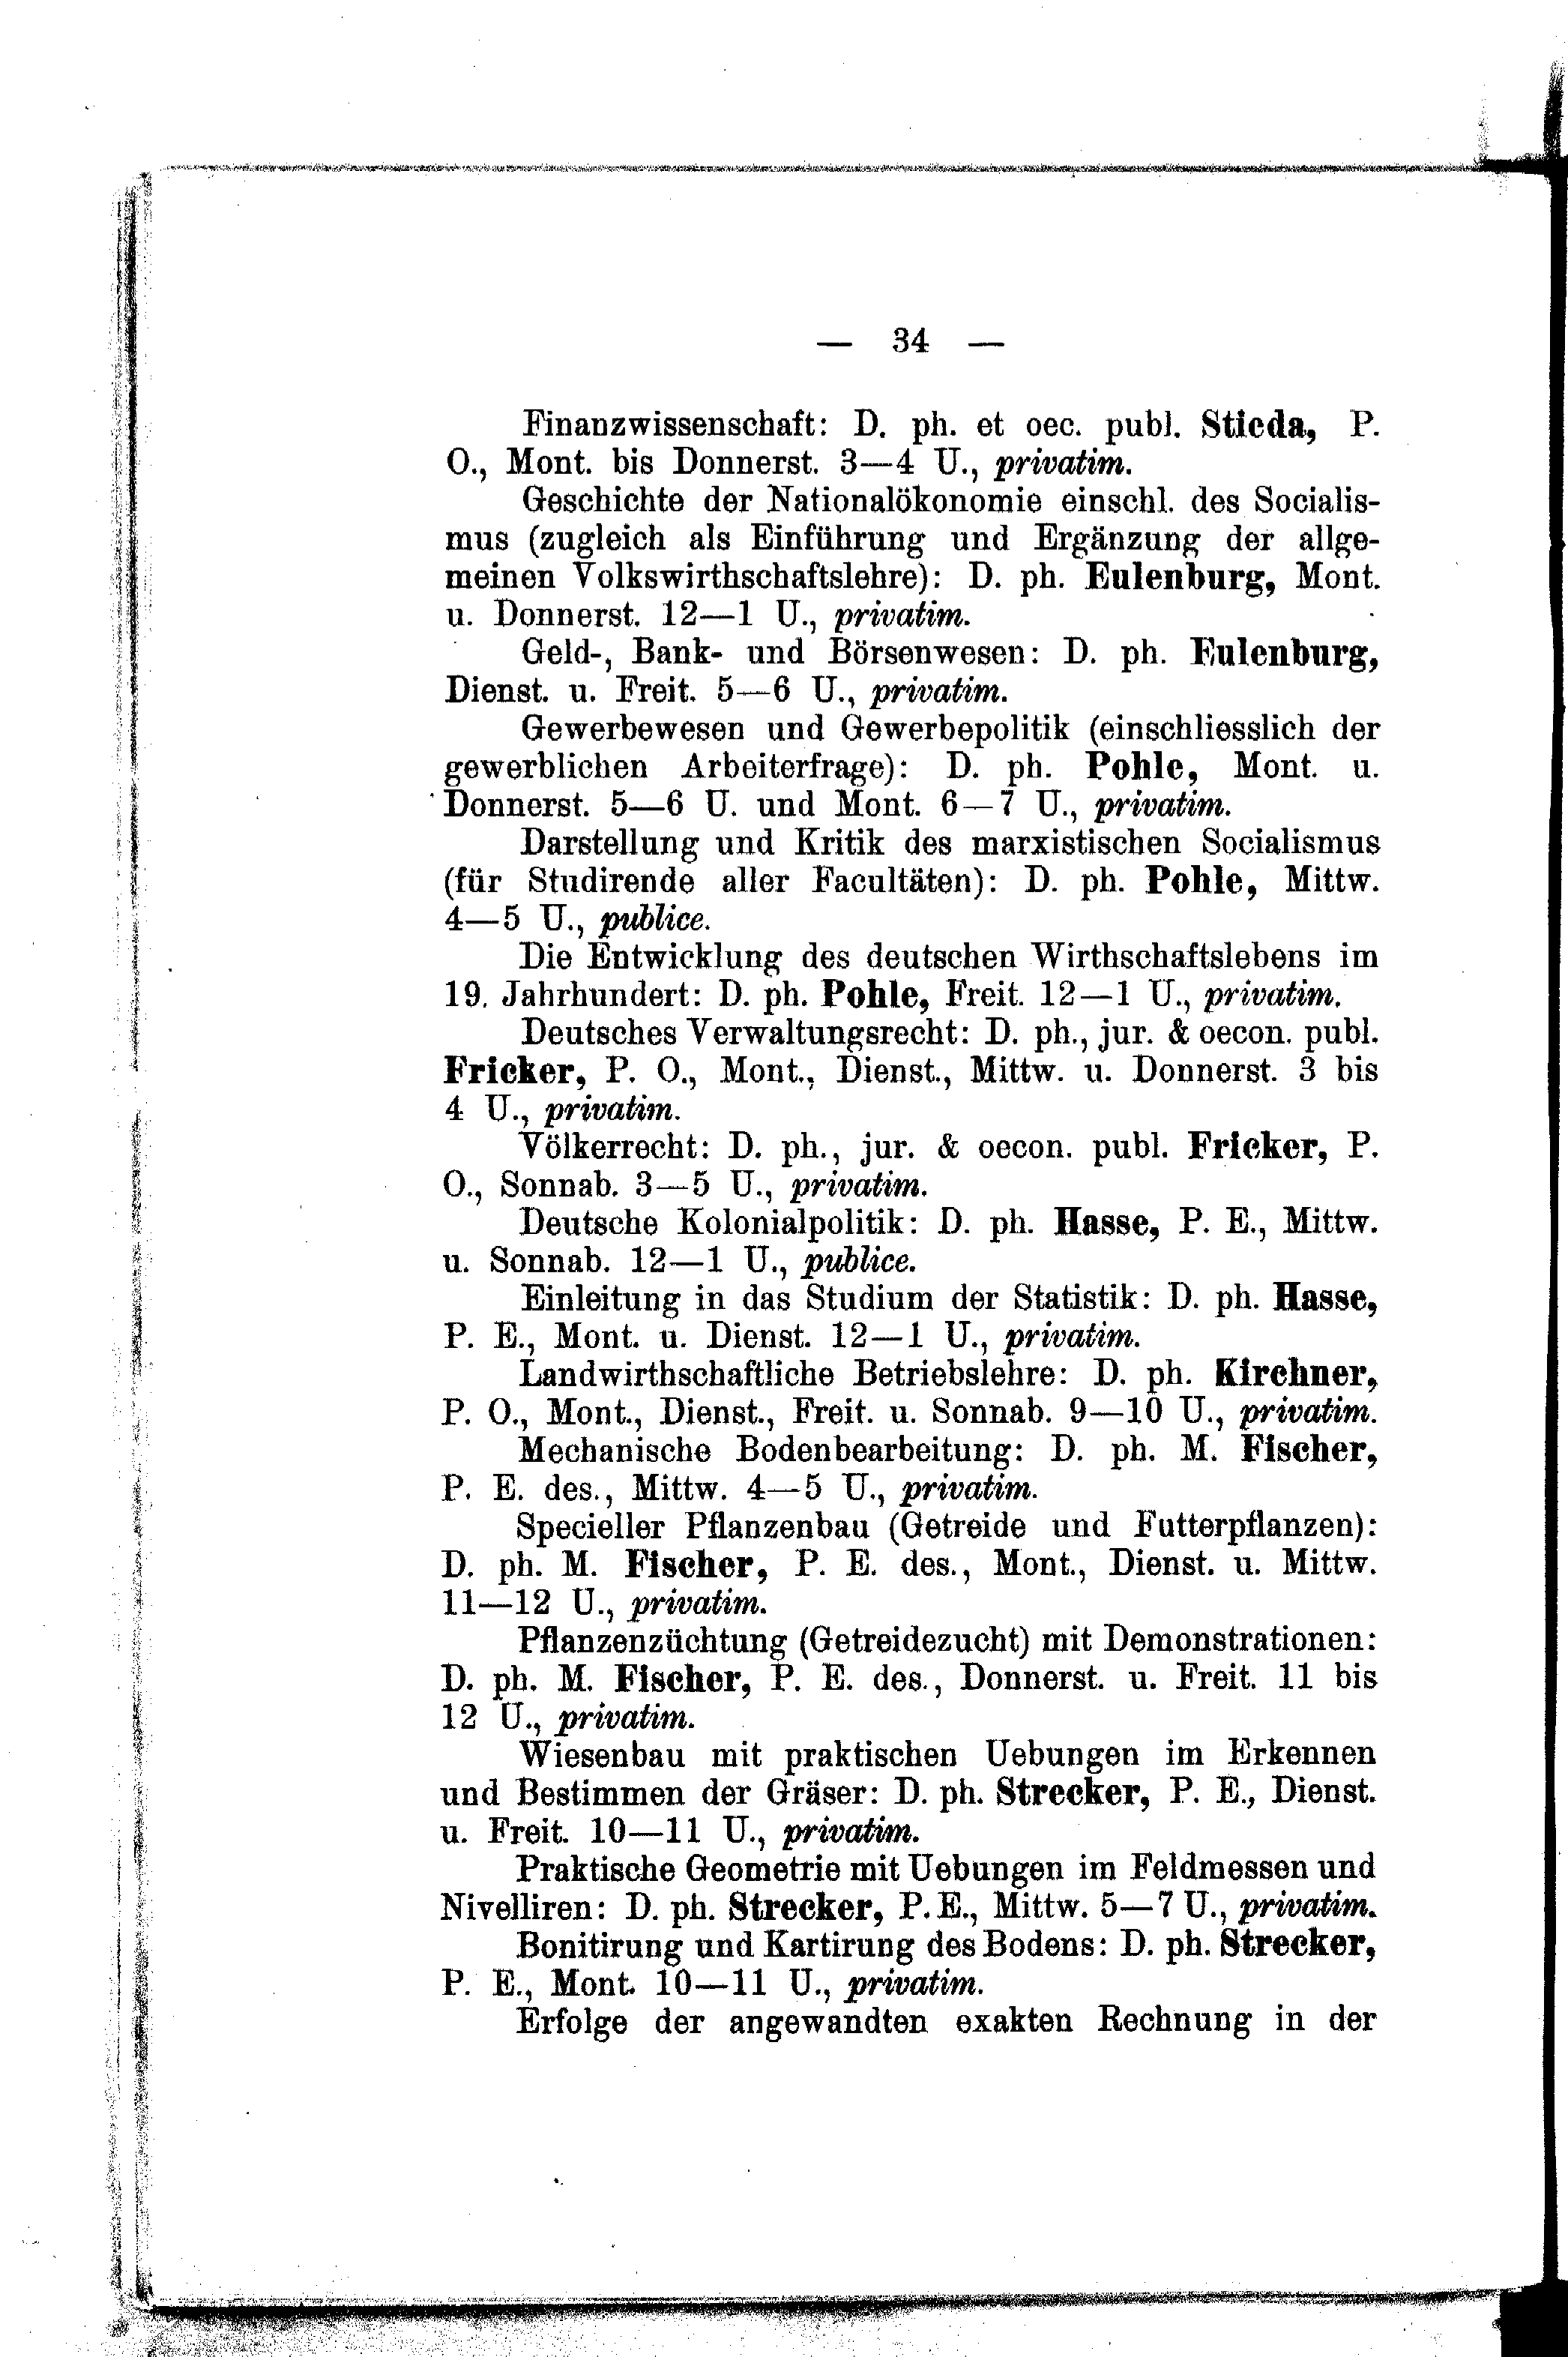 — 34 —
Finanzwissenschaft: D. ph. et oec. publ. Stieda, P.
O., Mont. bis Donnerst. 3—4 U., privatim.
Geschichte der Nationalökonomie einschl. des Socialis-
mus (zugleich als Einführung und Ergänzung der allge-
meinen Volkswirthschaftslehre): D. ph. Eulenburg, Mont.
u. Donnerst. 12—1 U., privatim.
Geld-, Bank- und Börsenwesen: D. ph. Eulenburg,
Dienst. u. Freit. 5—6 U., privatim.
Gewerbewesen und Gewerbepolitik (einschliesslich der
gewerblichen Arbeiterfrage): D. ph. Pohle, Mont. u.
Donnerst. 5—6 U. und Mont. 6—7 U., privatim.
Darstellung und Kritik des marxistischen Socialismus
(für Studirende aller Facultäten): D. ph. Pohle, Mittw.
4—5 U., publice.
Die Entwicklung des deutschen Wirthschaftslebens im
19. Jahrhundert: D. ph. Pohle, Freit. 12—1 U., privatim.
Deutsches Verwaltungsrecht: D. ph., jur. & oecon. publ.
Fricker, P. O., Mont., Dienst., Mittw. u. Donnerst. 3 bis
4 U., privatim.
Völkerrecht: D. ph., jur. & oecon. publ. Fricker, P.
O., Sonnab. 3—5 U., privatim.
Deutsche Kolonialpolitik: D. ph. Hasse, P. E., Mittw.
u. Sonnab. 12—1 U., publice.
Einleitung in das Studium der Statistik: D. ph. Hasse,
P. E., Mont. u. Dienst. 12—1 U., privatim.
Landwirthschaftliche Betriebslehre: D. ph. Kirchner,
P. O., Mont., Dienst., Freit. u. Sonnab. 9—10 U., privatim.
Mechanische Bodenbearbeitung: D. ph. M. Fischer,
P. E. des., Mittw. 4—5 U., privatim.
Specieller Pflanzenbau (Getreide und Futterpflanzen):
D. ph. M. Fischer, P. E. des., Mont., Dienst. u. Mittw.
11—12 U., privatim.
Pflanzenzüchtung (Getreidezucht) mit Demonstrationen:
D. ph. M. Fischer, P. E. des., Donnerst. u. Freit. 11 bis
12 U., privatim.
Wiesenbau mit praktischen Uebungen im Erkennen
und Bestimmen der Gräser: D. ph. Strecker, P. E., Dienst.
u. Freit. 10—11 U., privatim.
Praktische Geometrie mit Uebungen im Feldmessen und
Nivelliren: D. ph. Strecker, P. E., Mittw. 5—7 U., privatim.
Bonitirung und Kartirung des Bodens: D. ph. Strecker,
P. E., Mont. 10—11 U., privatim.
Erfolge der angewandten exakten Rechnung in der